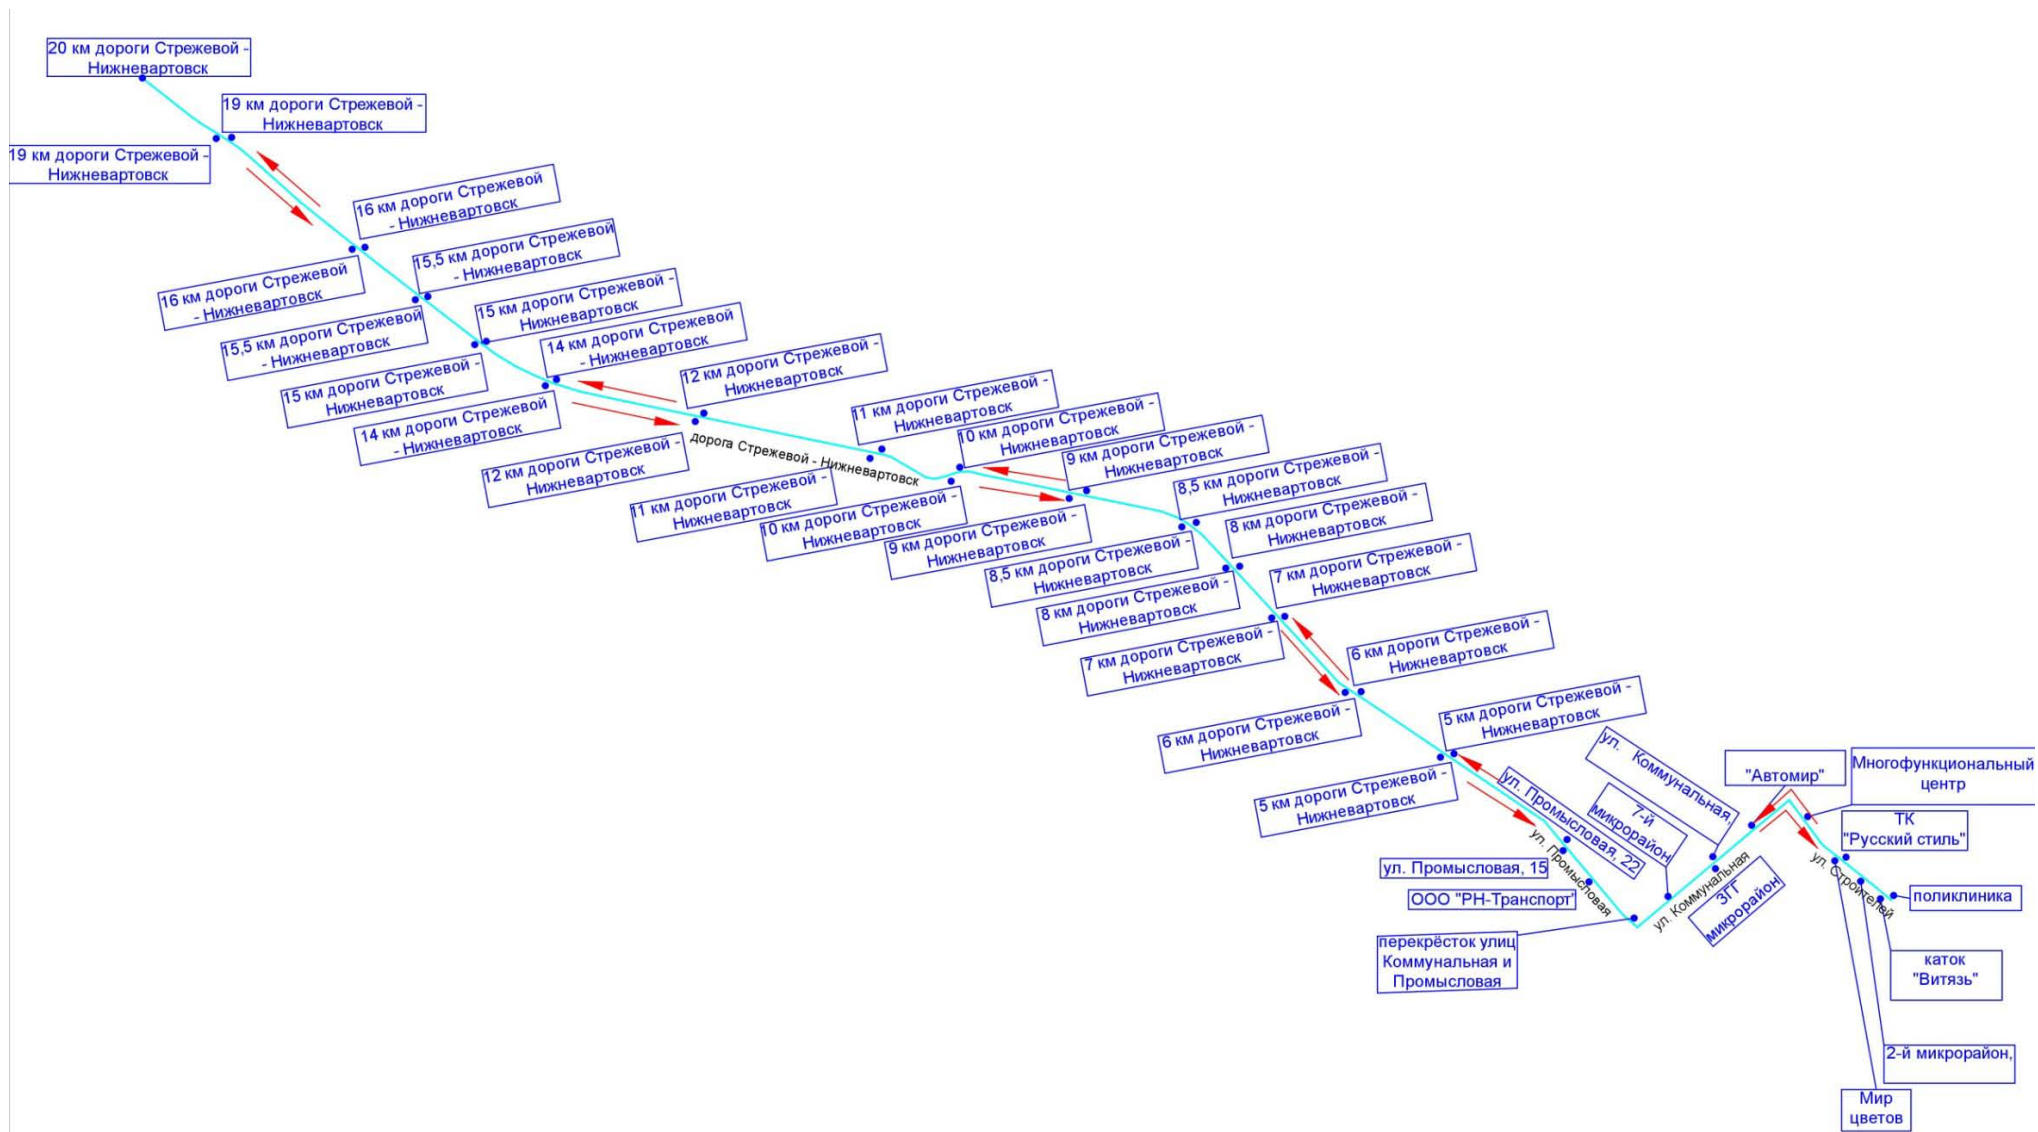 20 км дороги Стрежевой -
Нижневартовск
19 км дороги Стрежевой -
Нижневартовск
19 км дороги Стрежевой -
Нижневартовск
16 км дороги Стрежевой
- Нижневартовск
16 км дороги Стрежевой
- Нижневартовск
15,5 км дороги Стрежевой
- Нижневартовск
15,5 км дороги Стрежевой
- Нижневартовск
15 км дороги Стрежевой -
Нижневартовск
15 км дороги Стрежевой -
Нижневартовск
14 км дороги Стрежевой
- Нижневартовск
14 км дороги Стрежевой
- Нижневартовск
12 км дороги Стрежевой -
Нижневартовск
12 км дороги Стрежевой -
Нижневартовск
дорога Стрежевой - Нижневартовск
11 км дороги Стрежевой -
Нижневартовск
11 км дороги Стрежевой -
Нижневартовск
10 км дороги Стрежевой -
Нижневартовск
10 км дороги Стрежевой -
Нижневартовск
9 км дороги Стрежевой -
Нижневартовск
9 км дороги Стрежевой -
Нижневартовск
8,5 км дороги Стрежевой -
Нижневартовск
8,5 км дороги Стрежевой -
Нижневартовск
8 км дороги Стрежевой -
Нижневартовск
8 км дороги Стрежевой -
Нижневартовск
7 км дороги Стрежевой -
Нижневартовск
7 км дороги Стрежевой -
Нижневартовск
6 км дороги Стрежевой -
Нижневартовск
6 км дороги Стрежевой -
Нижневартовск
5 км дороги Стрежевой -
Нижневартовск
5 км дороги Стрежевой -
Нижневартовск
ул. Промысловая, 22
ул. Промысловая
ул. Промысловая, 15
ООО "РН-Транспорт"
перекрёсток улиц
Коммунальная и
Промысловая
7-й
микрорайон
ул. Коммунальная,
ул. Коммунальная
ЗГГ
микрорайон
"Автомир"
Многофункциональный
центр
ТК
"Русский стиль"
ул. Строителей
поликлиника
каток
"Витязь"
2-й микрорайон,
Мир
цветов